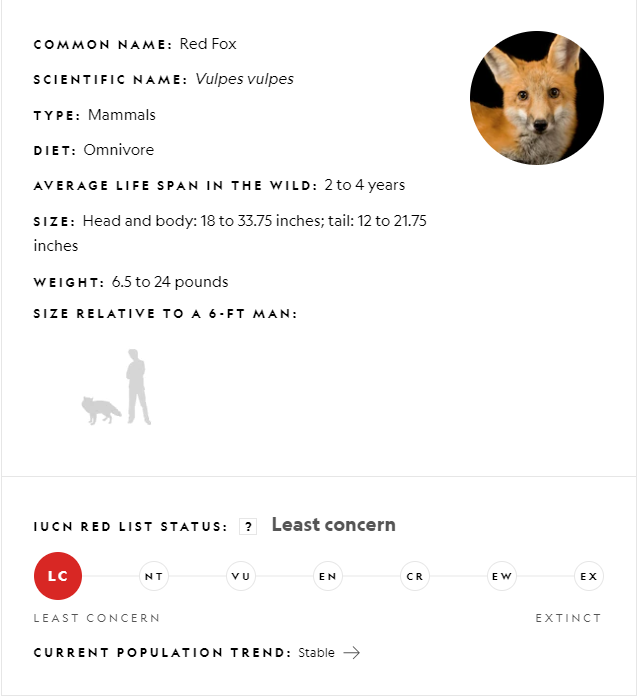 COMMON NAME: Red Fox
SCIENTIFIC NAME: Vulpes vulpes
TYPE: Mammals
DIET: Omnivore
AVERAGE LIFE SPAN IN THE WILD: 2 to 4 years
SIZE: Head and body: 18 to 33.75 inches; tail: 12 to 21.75
inches
WEIGHT: 6.5 to 24 pounds
SIZE RELATIVE TO A 6-FT MAN:
IUCN RED LIST STATUS: ? Least concern
LC NT VU EN CR EW EX
LEAST CONCERN EXTINCT
CURRENT POPULATION TREND: Stable